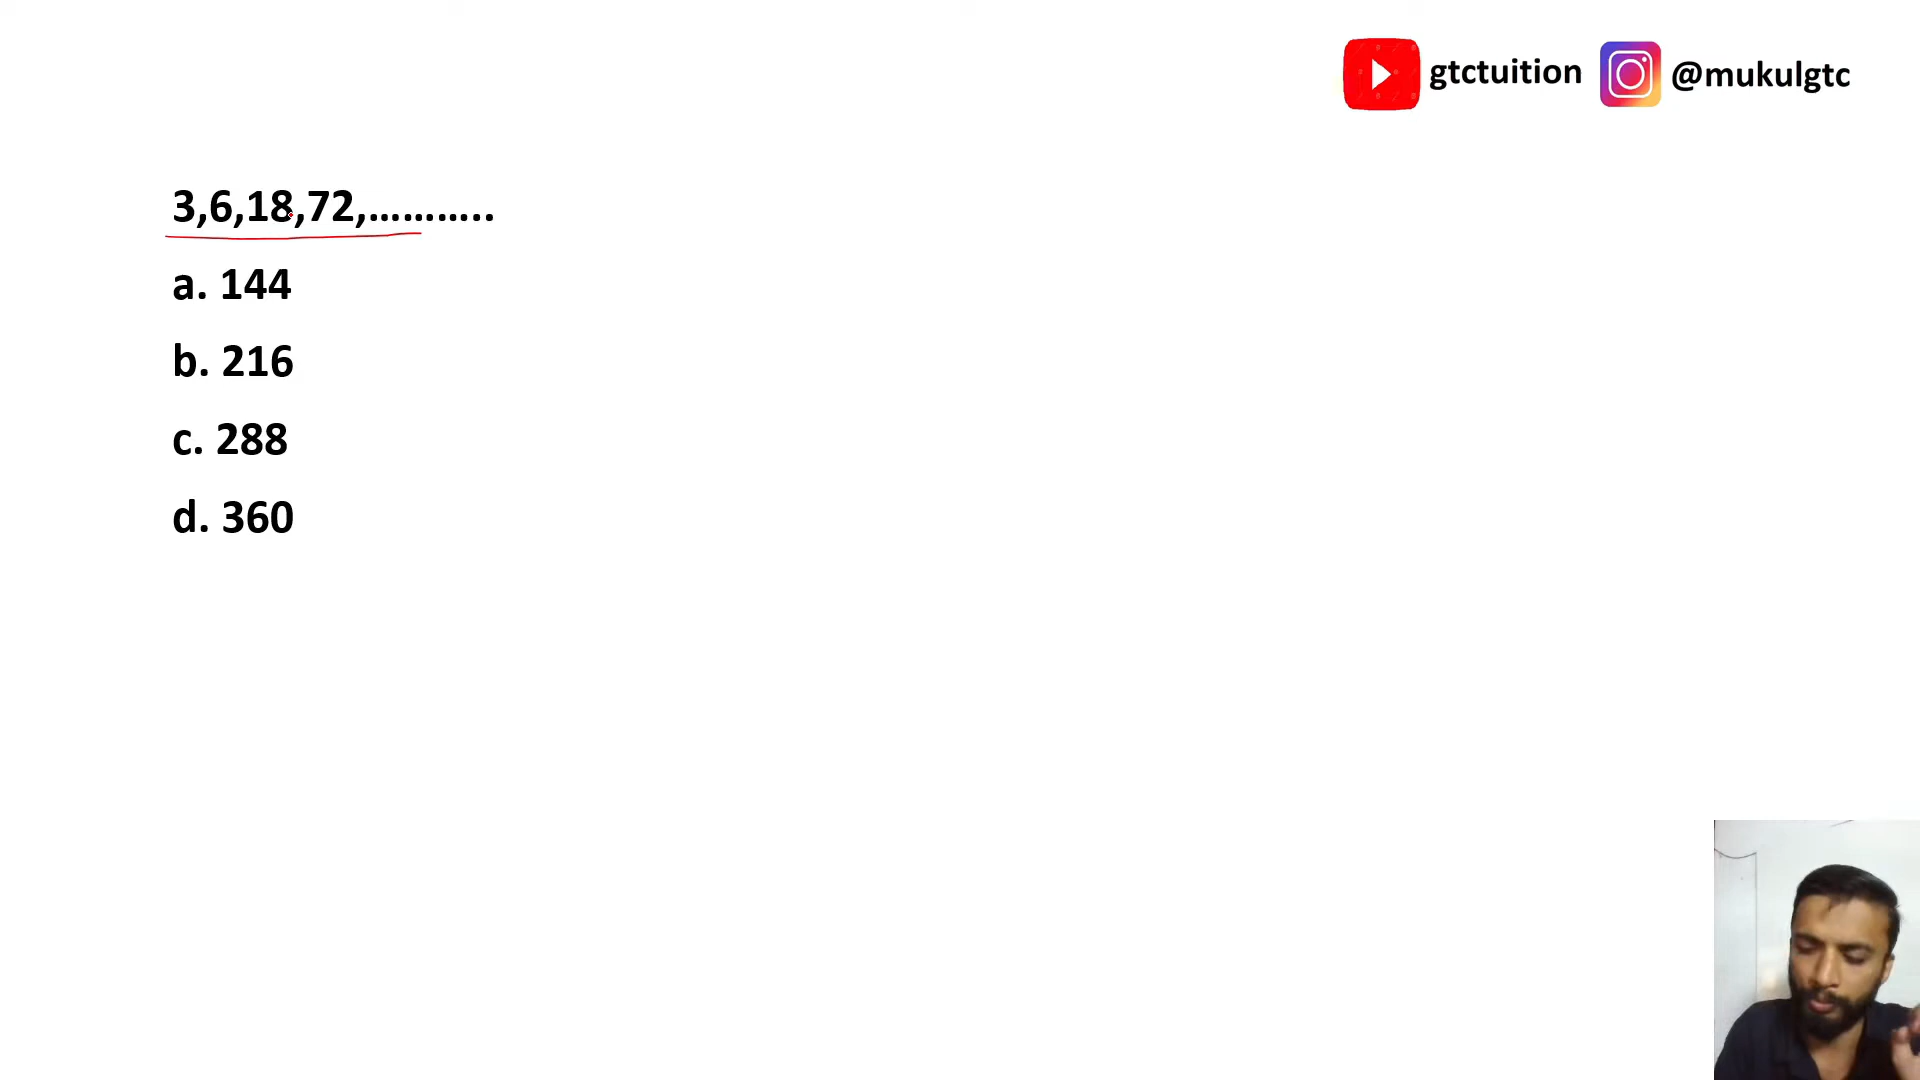 gtctuition @mukulgtc
3,6,18,72,………..
a. 144
b. 216
c. 288
d. 360